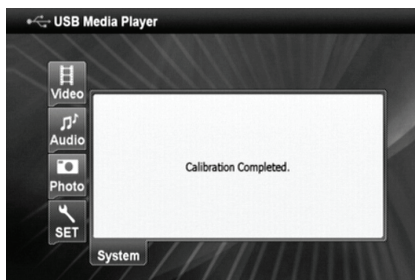 USB Media Player
Video
Audio
Photo
SET
Calibration Completed.
System